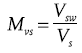 M_vs = V_sw / V_s